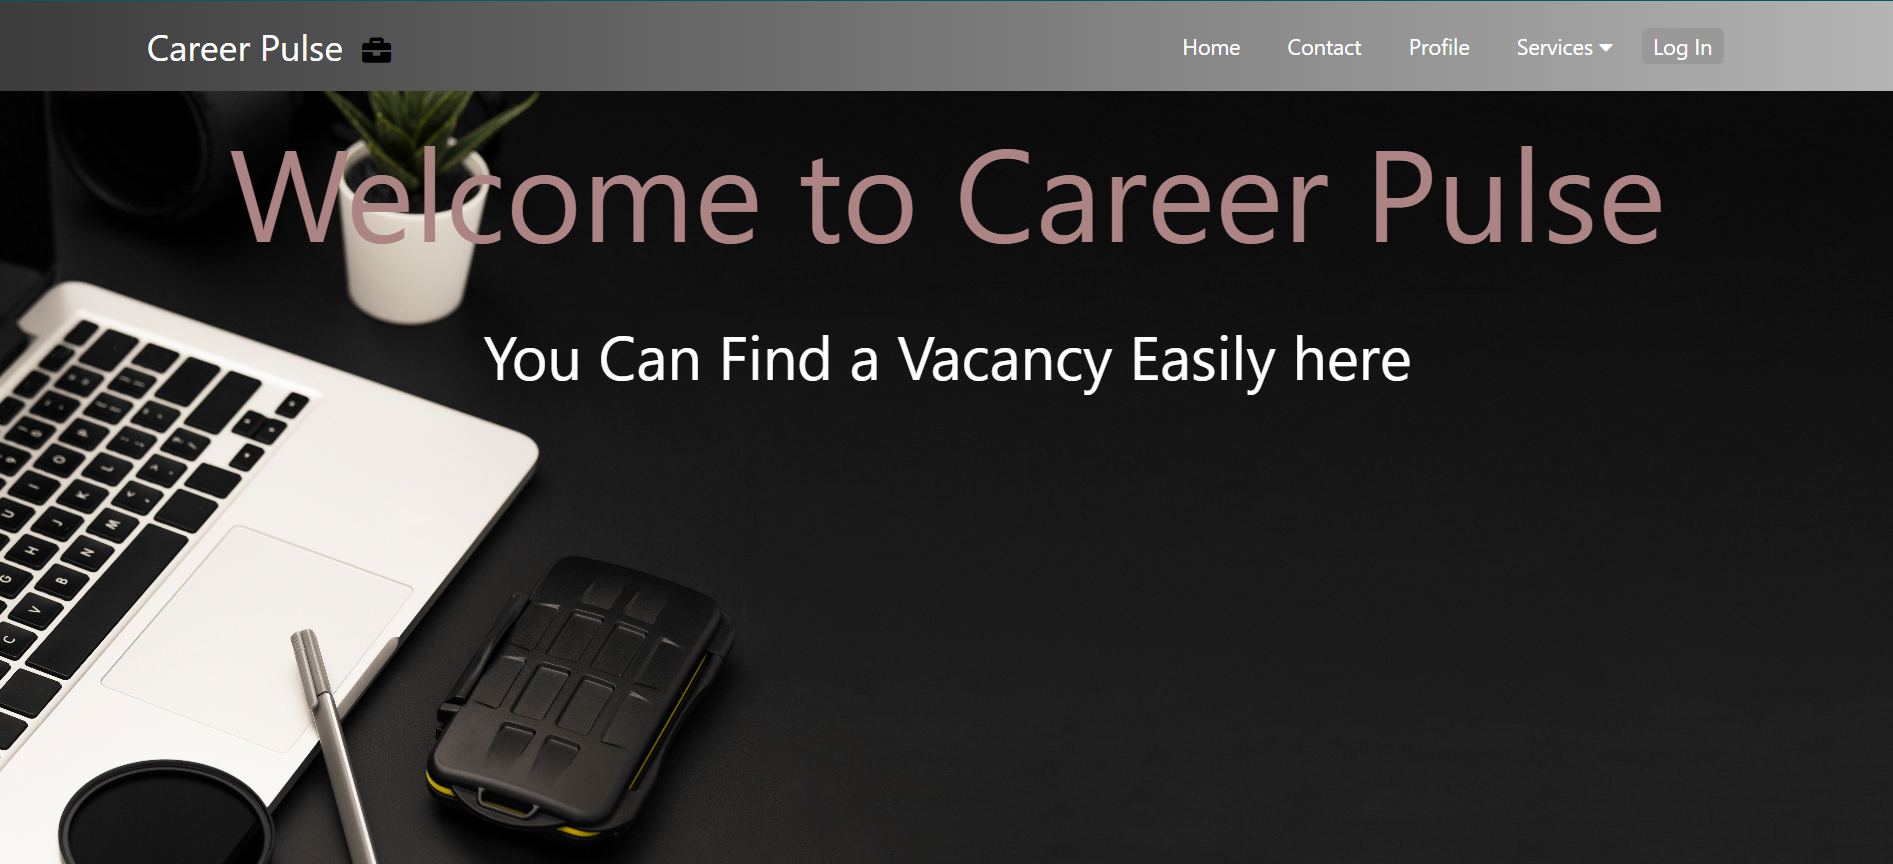 Career Pulse
Home Contact Profile Services Log In
Welcome to Career Pulse
You Can Find a Vacancy Easily here